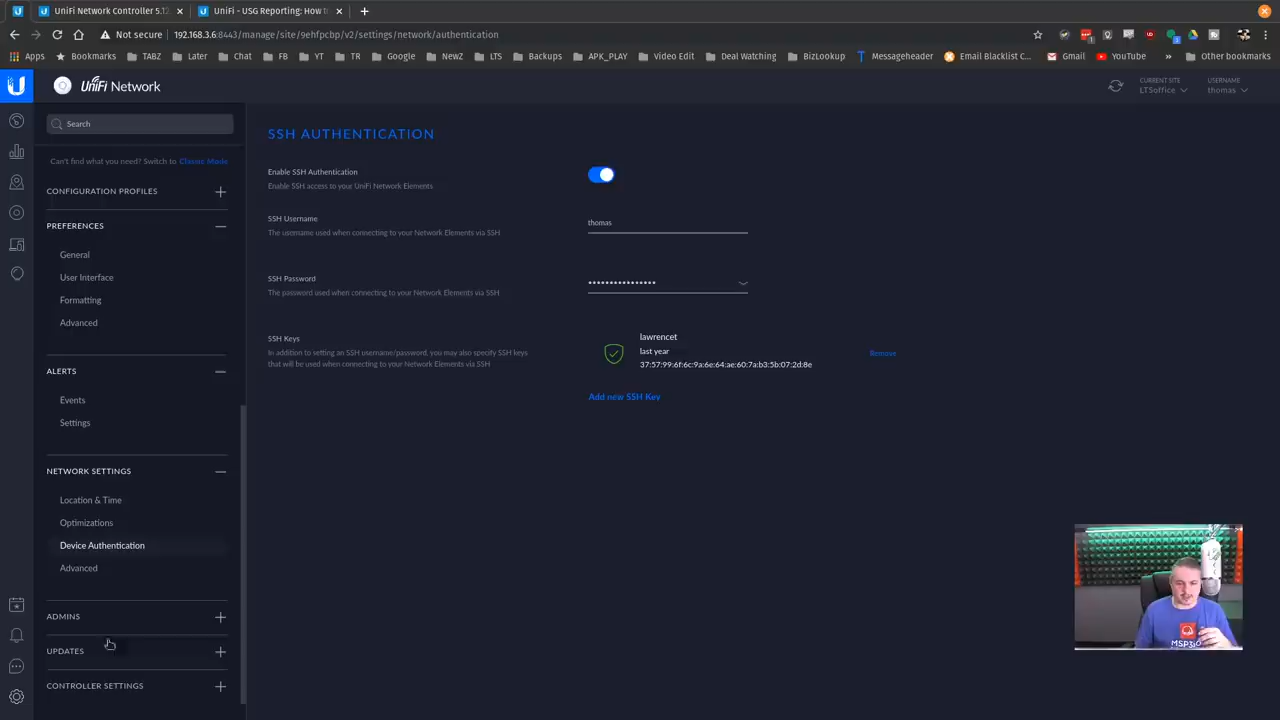 UniFi - Network Controller 5.12
UniFi - USG Reporting: How to
Not secure
192.168.3.6:8443/manage/site/9ehfpcbp/v2/settings/network/authentication
Apps
Bookmarks
TABZ
Later
Chat
FB
YT
TR
Google
NewZ
LTS
Backups
APK_PLAY
Video Edit
Deal Watching
BizLookup
Messageheader
Email Blacklist C...
Gmail
YouTube
»
Other bookmarks
UniFi Network
CURRENT SITE
LTSoffice
USERNAME
thomas
Search
Can't find what you need? Switch to Classic Mode
CONFIGURATION PROFILES
PREFERENCES
General
User Interface
Formatting
Advanced
ALERTS
Events
Settings
NETWORK SETTINGS
Location & Time
Optimizations
Device Authentication
Advanced
ADMINS
UPDATES
CONTROLLER SETTINGS
SSH AUTHENTICATION
Enable SSH Authentication
Enable SSH access to your UniFi Network Elements
SSH Username
The username used when connecting to your Network Elements via SSH
thomas
SSH Password
The password used when connecting to your Network Elements via SSH
••••••••••••••••
SSH Keys
In addition to setting an SSH username/password, you may also specify SSH keys
that will be used when connecting to your Network Elements via SSH
lawrencet
last year
37:57:99:6f:6c:9a:6e:64:ae:60:7a:b3:5b:07:2d:8e
Remove
Add new SSH Key